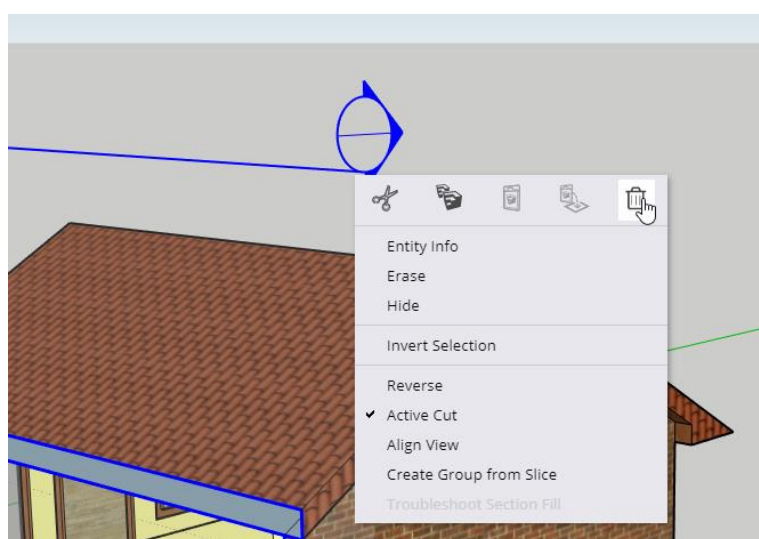 Entity Info
Erase
Hide
Invert Selection
Reverse
Active Cut
Align View
Create Group from Slice
Troubleshoot Section Fill